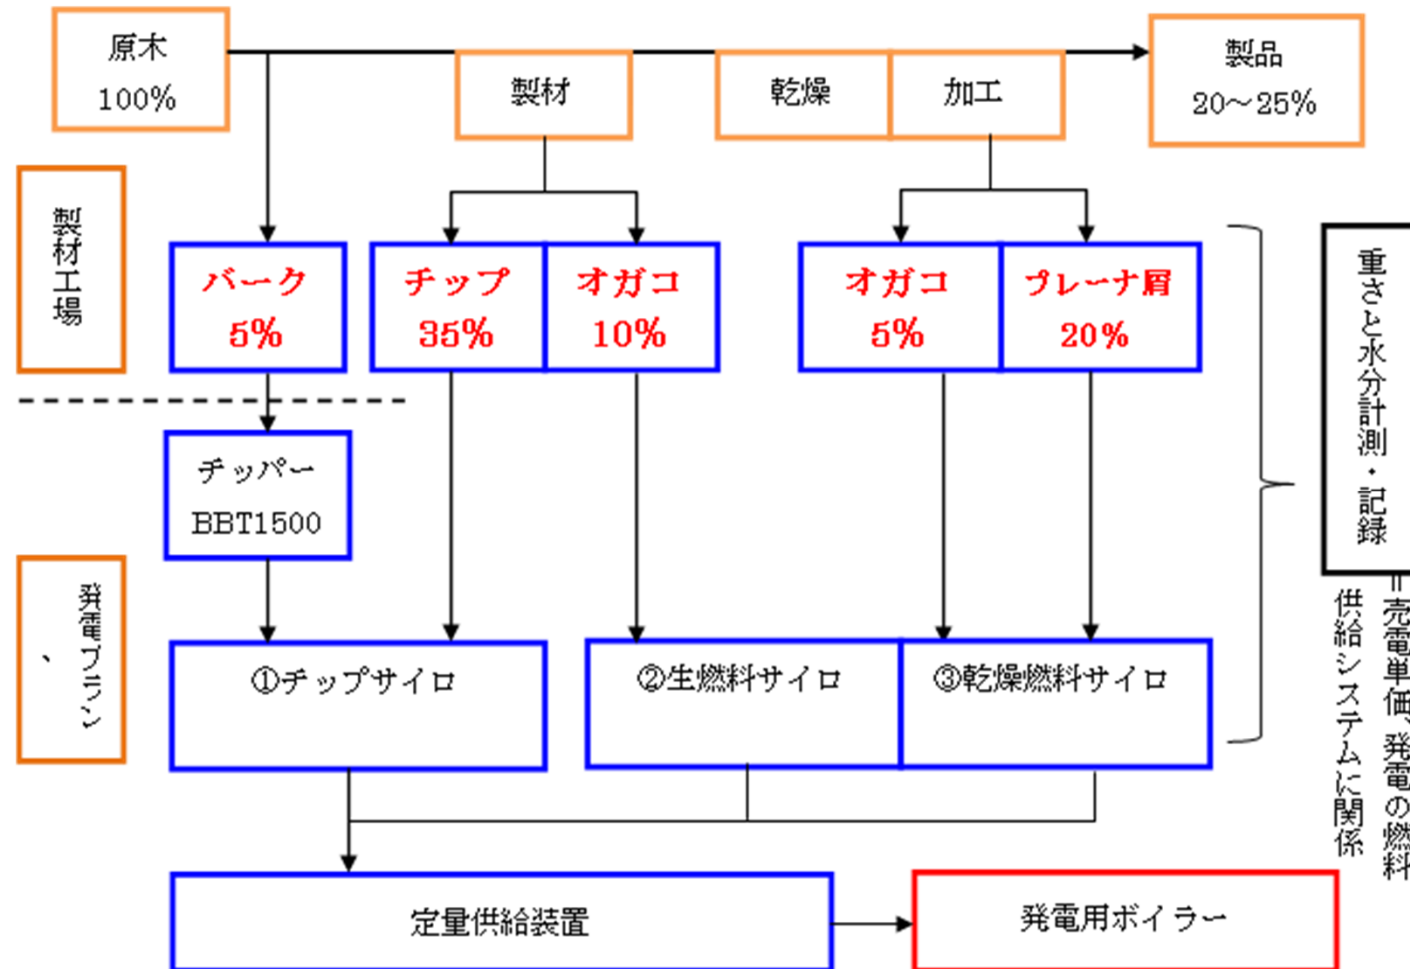 原木
100%
製材
乾燥
加工
製品
20～25%
製材工場
バーク
5%
チップ
35%
オガコ
10%
オガコ
5%
プレーナ屑
20%
重さと水分計測・記録
＝売電単価、発電の燃料
供給システムに関係
チッパー
BBT1500
発電プラン
、
①チップサイロ
②生燃料サイロ
③乾燥燃料サイロ
定量供給装置
発電用ボイラー